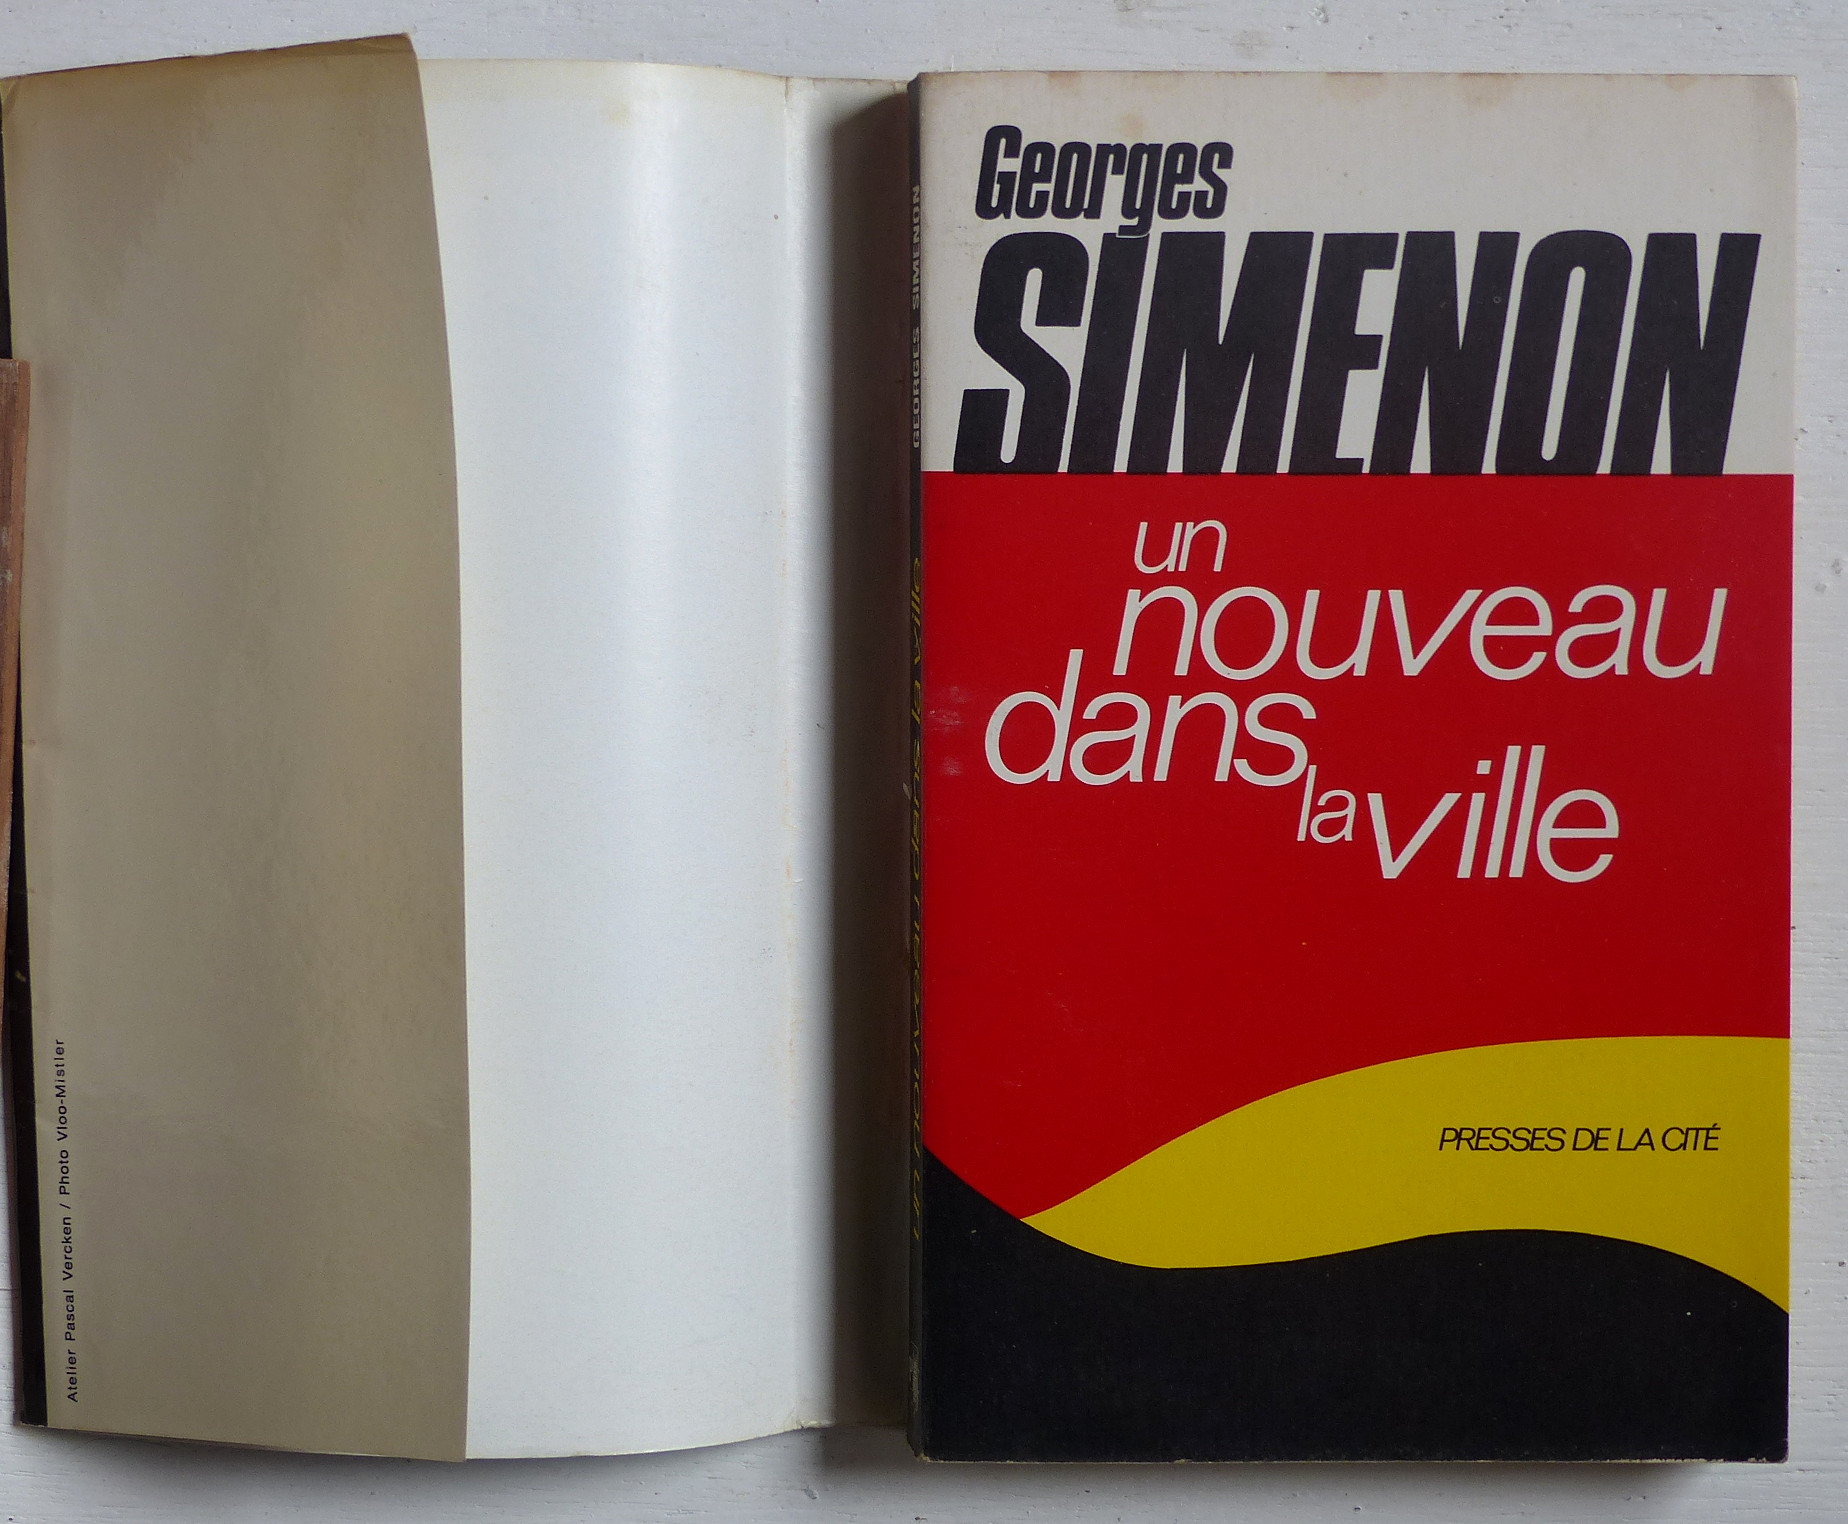 Atelier Pascal Vercken / Photo Vloo-Mistler
GEORGES SIMENON
un nouveau dans la ville
Georges
SIMENON
un
nouveau
dans
la ville
PRESSES DE LA CITÉ